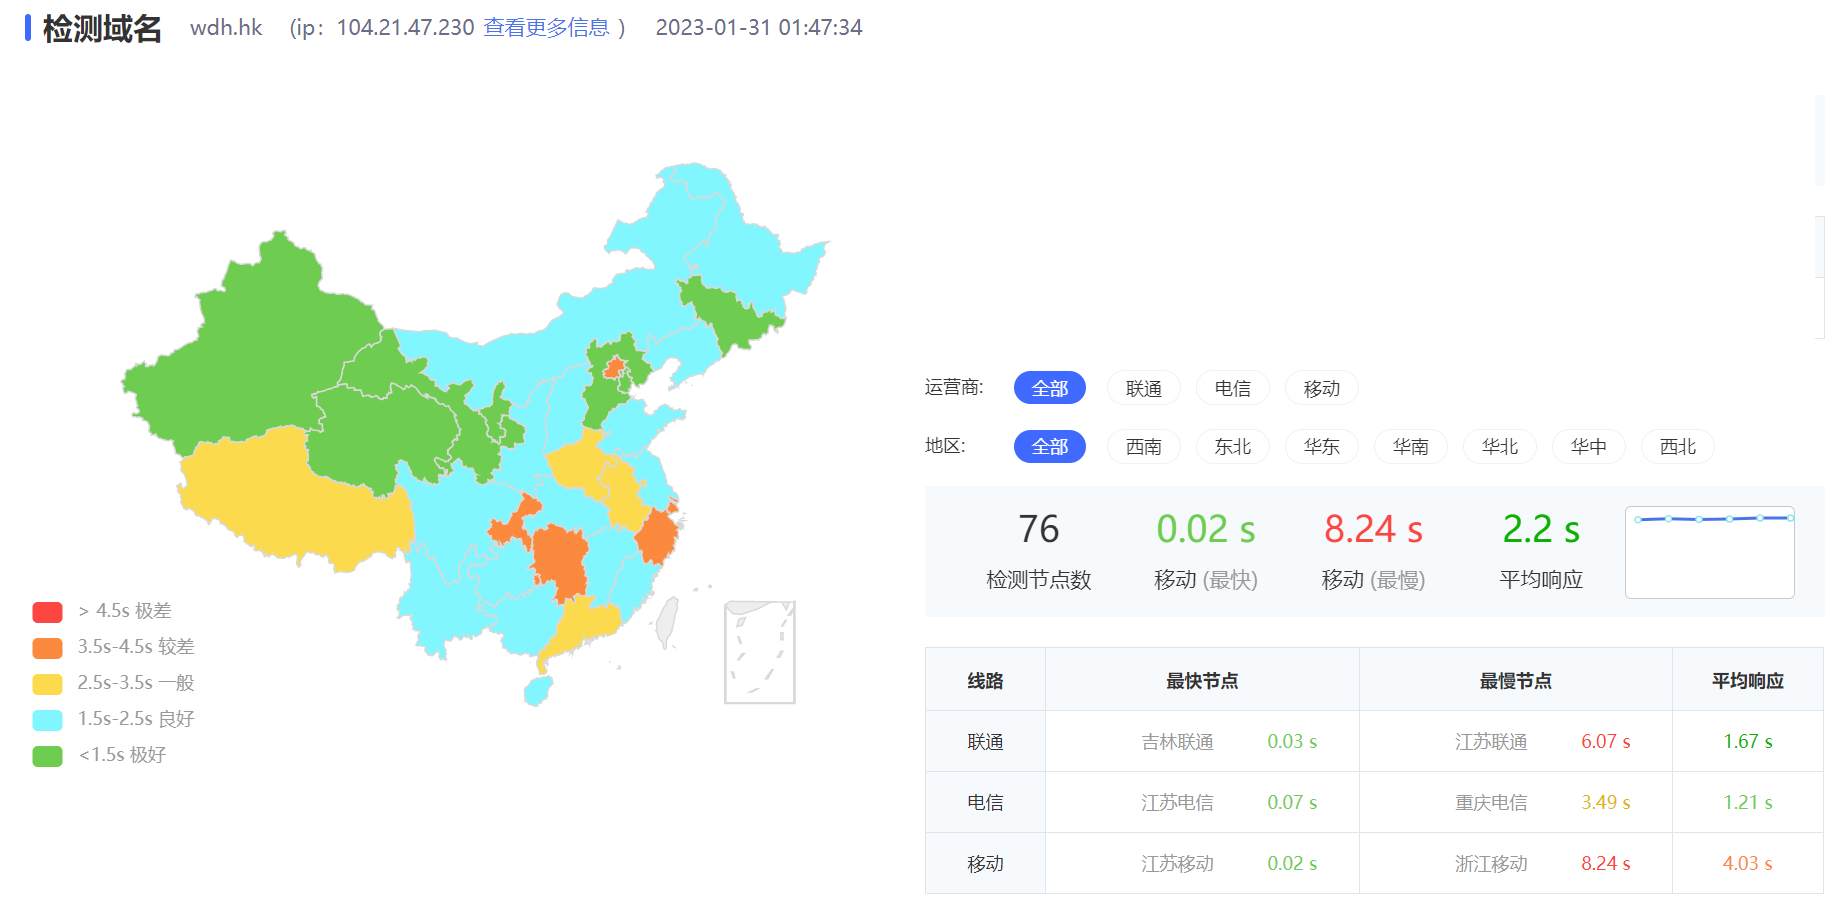 检测域名 wdh.hk (ip: 104.21.47.230 查看更多信息 ) 2023-01-31 01:47:34
> 4.5s 极差
3.5s-4.5s 较差
2.5s-3.5s 一般
1.5s-2.5s 良好
<1.5s 极好
运营商: 全部 联通 电信 移动
地区: 全部 西南 东北 华东 华南 华北 华中 西北
76 0.02 s 8.24 s 2.2 s
检测节点数 移动 (最快) 移动 (最慢) 平均响应
线路 最快节点 最慢节点 平均响应
联通 吉林联通 0.03 s 江苏联通 6.07 s 1.67 s
电信 江苏电信 0.07 s 重庆电信 3.49 s 1.21 s
移动 江苏移动 0.02 s 浙江移动 8.24 s 4.03 s